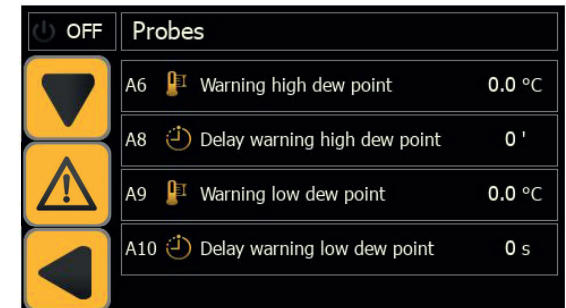 OFF Probes
A6 Warning high dew point 0.0 °C
A8 Delay warning high dew point 0 '
A9 Warning low dew point 0.0 °C
A10 Delay warning low dew point 0 s